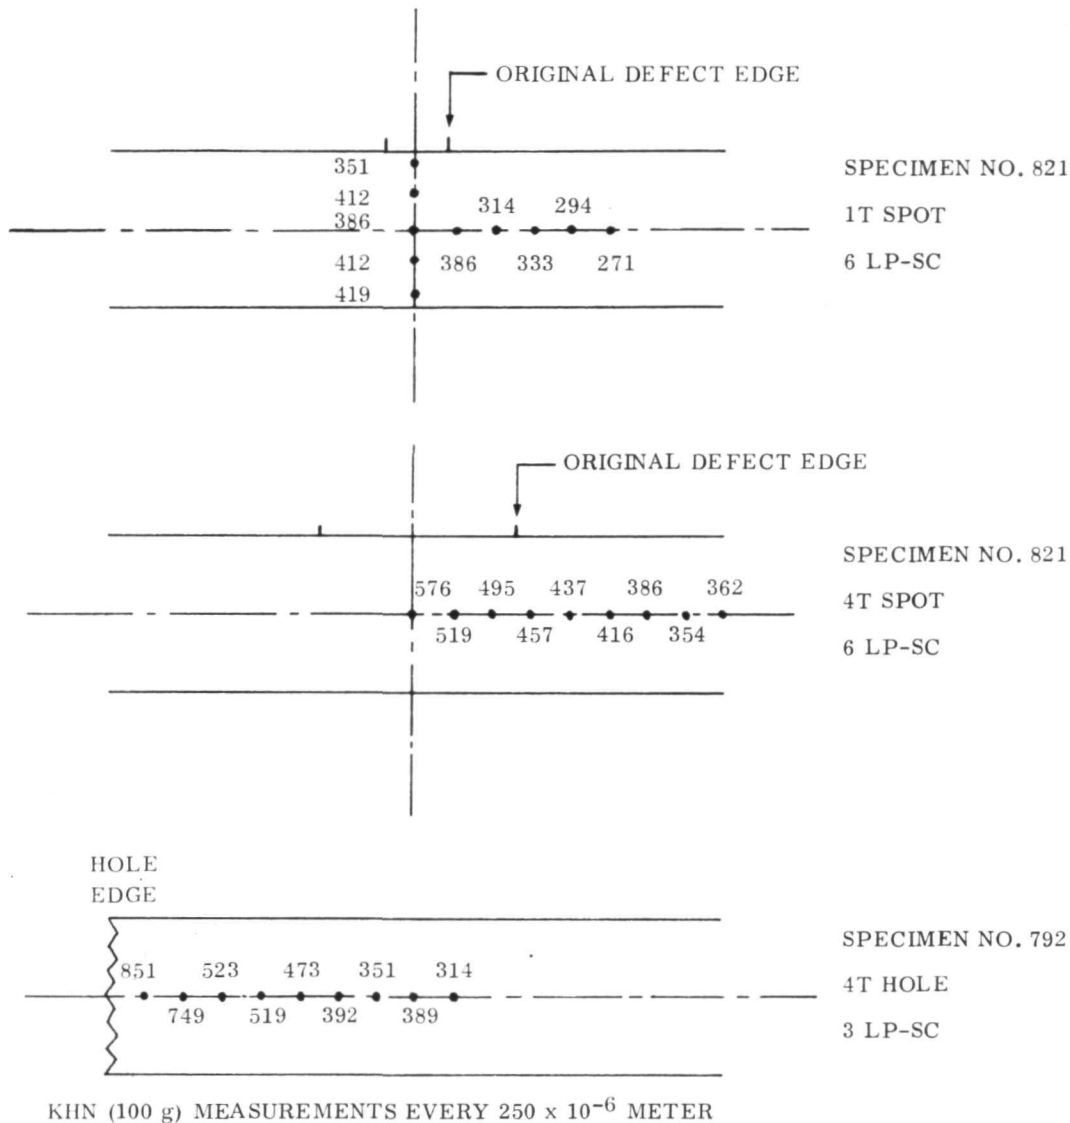 ORIGINAL DEFECT EDGE
351
412
386
412
419
314
294
386
333
271
SPECIMEN NO. 821
1T SPOT
6 LP-SC
ORIGINAL DEFECT EDGE
576
495
437
386
362
519
457
416
354
SPECIMEN NO. 821
4T SPOT
6 LP-SC
HOLE
EDGE
851
523
473
351
314
749
519
392
389
SPECIMEN NO. 792
4T HOLE
3 LP-SC
KHN (100 g) MEASUREMENTS EVERY 250 x 10⁻⁶ METER